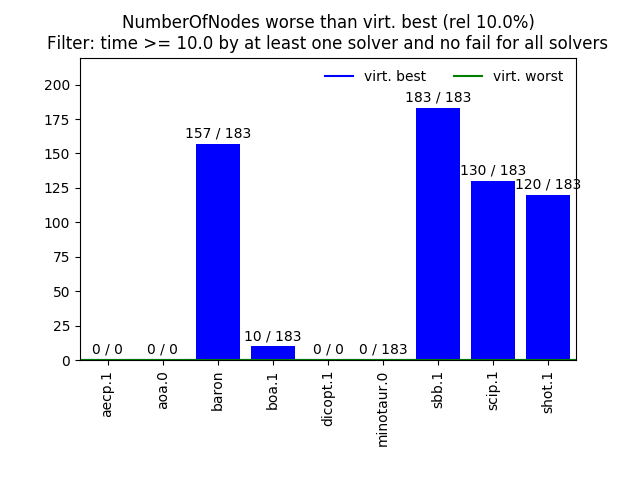 NumberOfNodes worse than virt. best (rel 10.0%)
Filter: time >= 10.0 by at least one solver and no fail for all solvers
virt. best
virt. worst
200
175
150
125
100
75
50
25
0
0 / 0
0 / 0
157 / 183
10 / 183
0 / 0
0 / 183
183 / 183
130 / 183
120 / 183
aecp.1
aoa.0
baron
boa.1
dicopt.1
minotaur.0
sbb.1
scip.1
shot.1